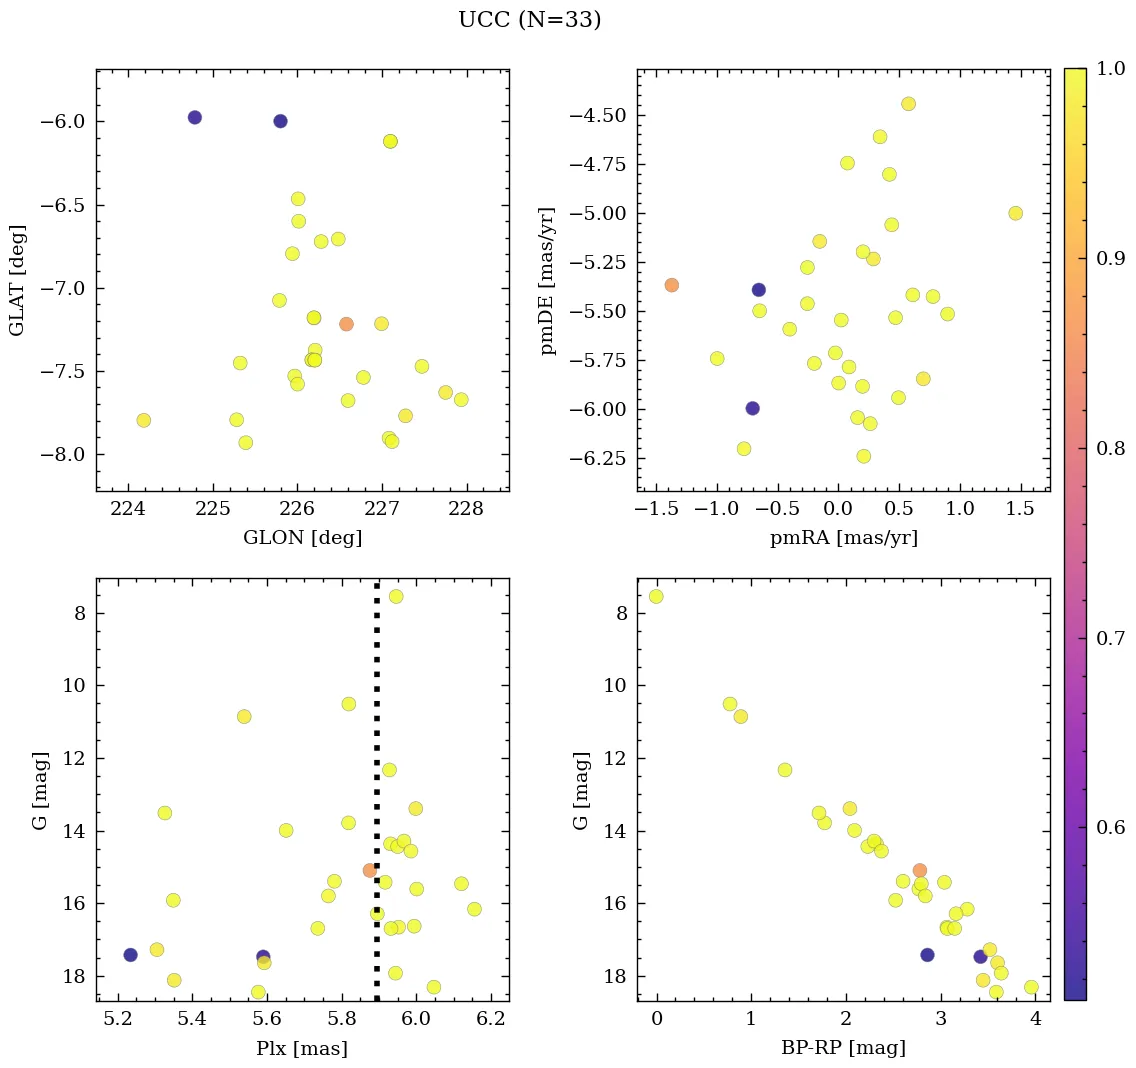 UCC (N=33)
−6.0
−6.5
−7.0
−7.5
−8.0
GLAT [deg]
224 225 226 227 228
GLON [deg]
−4.50
−4.75
−5.00
−5.25
−5.50
−5.75
−6.00
−6.25
pmDE [mas/yr]
−1.5 −1.0 −0.5 0.0 0.5 1.0 1.5
pmRA [mas/yr]
8
10
12
14
16
18
G [mag]
5.2 5.4 5.6 5.8 6.0 6.2
Plx [mas]
8
10
12
14
16
18
G [mag]
0 1 2 3 4
BP-RP [mag]
1.0
0.9
0.8
0.7
0.6